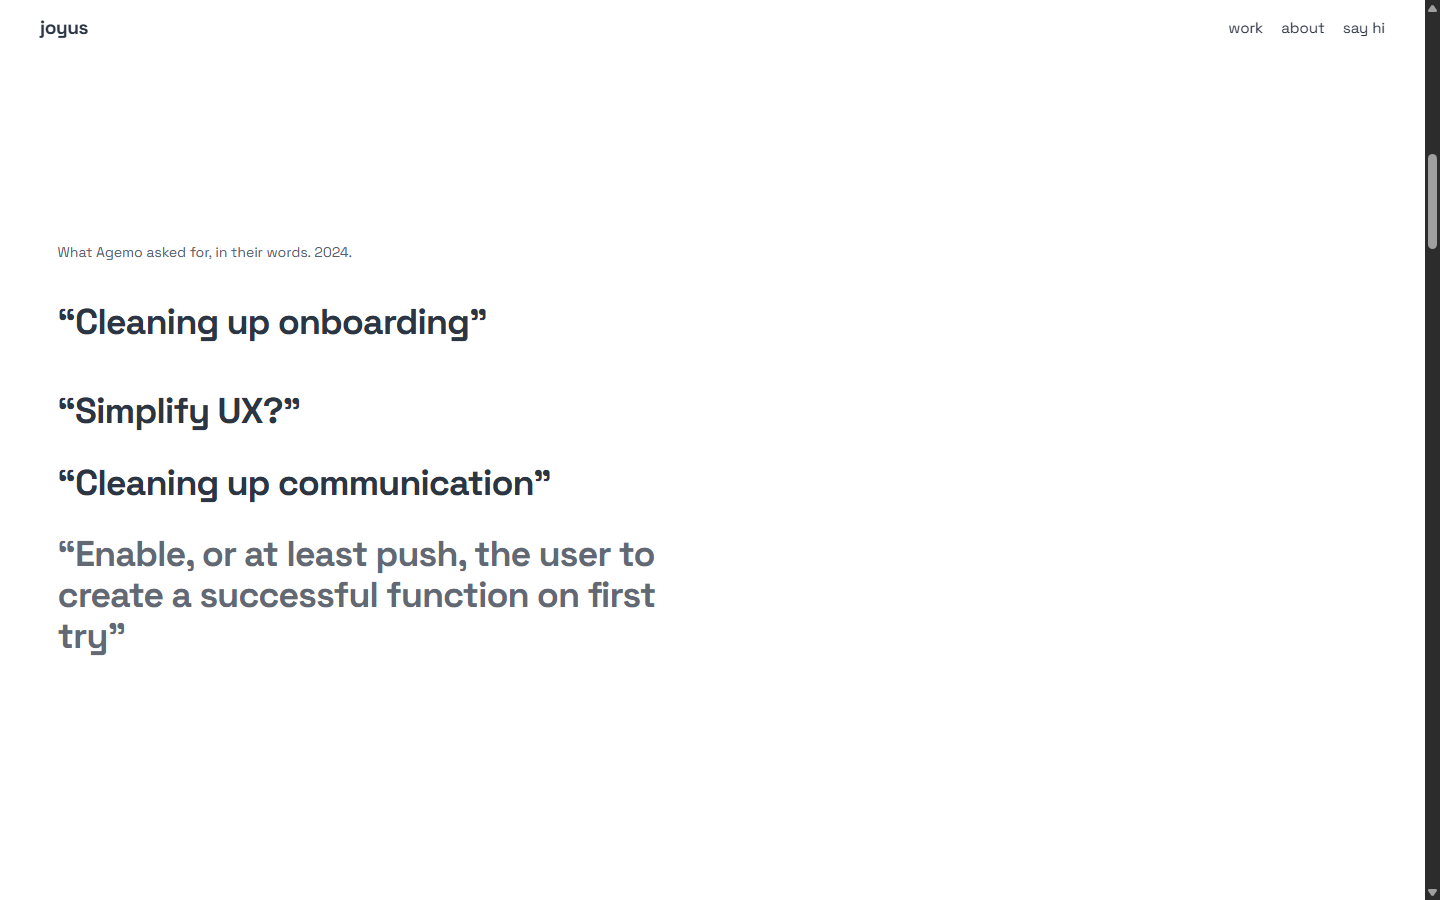 joyus
work about say hi
What Agemo asked for, in their words. 2024.
“Cleaning up onboarding”
“Simplify UX?”
“Cleaning up communication”
“Enable, or at least push, the user to
create a successful function on first
try”